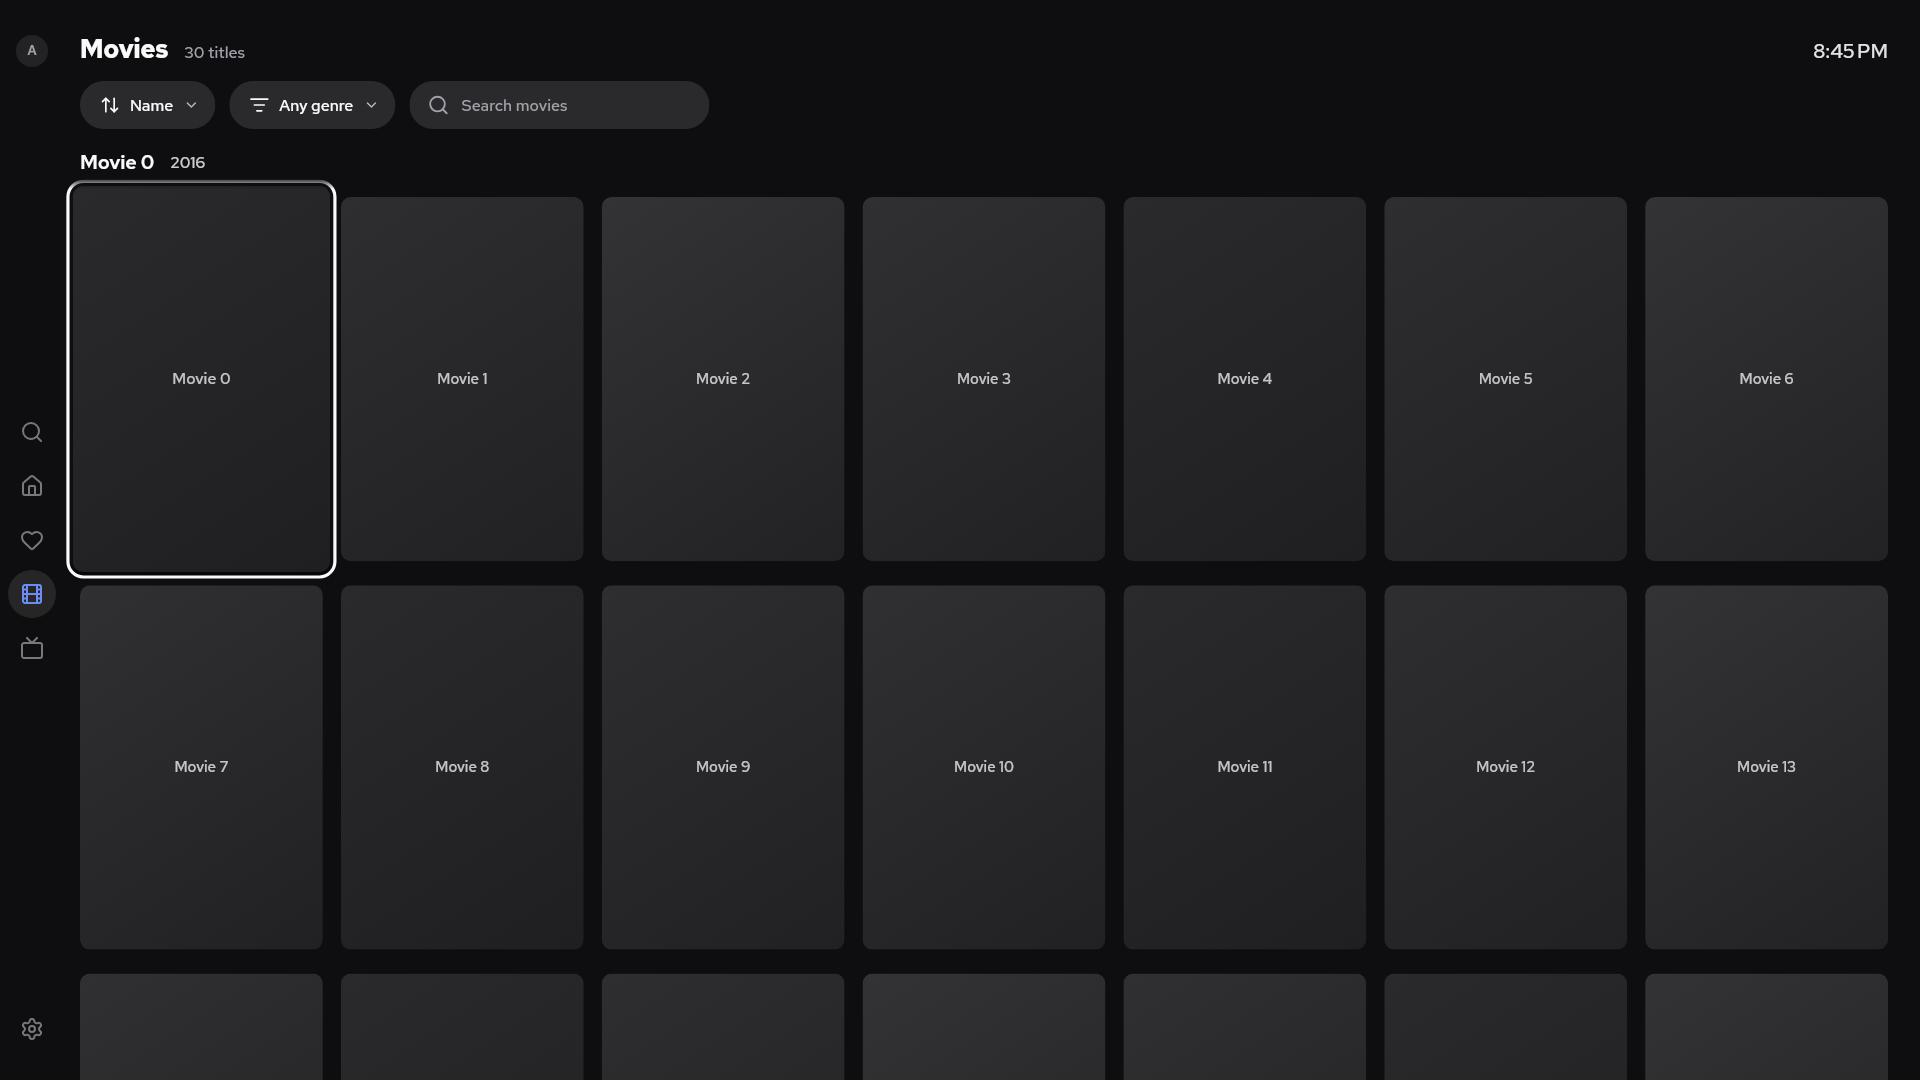 A
Movies 30 titles
8:45 PM
Name
Any genre
Search movies
Movie 0 2016
Movie 0
Movie 1
Movie 2
Movie 3
Movie 4
Movie 5
Movie 6
Movie 7
Movie 8
Movie 9
Movie 10
Movie 11
Movie 12
Movie 13